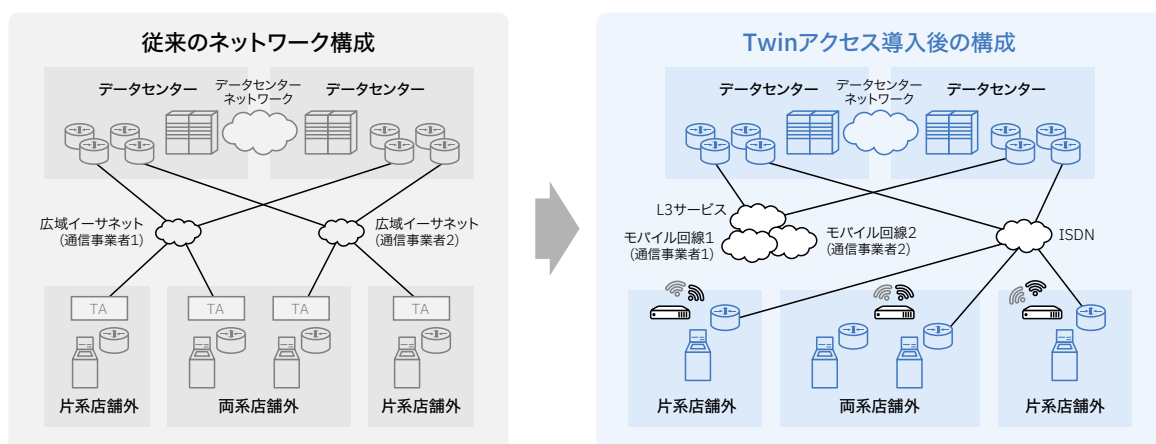 従来のネットワーク構成
データセンター
データセンター
ネットワーク
データセンター
広域イーサネット
(通信事業者1)
広域イーサネット
(通信事業者2)
TA
TA
TA
TA
片系店舗外
両系店舗外
片系店舗外
Twinアクセス導入後の構成
データセンター
データセンター
ネットワーク
データセンター
L3サービス
モバイル回線1
(通信事業者1)
モバイル回線2
(通信事業者2)
ISDN
片系店舗外
両系店舗外
片系店舗外